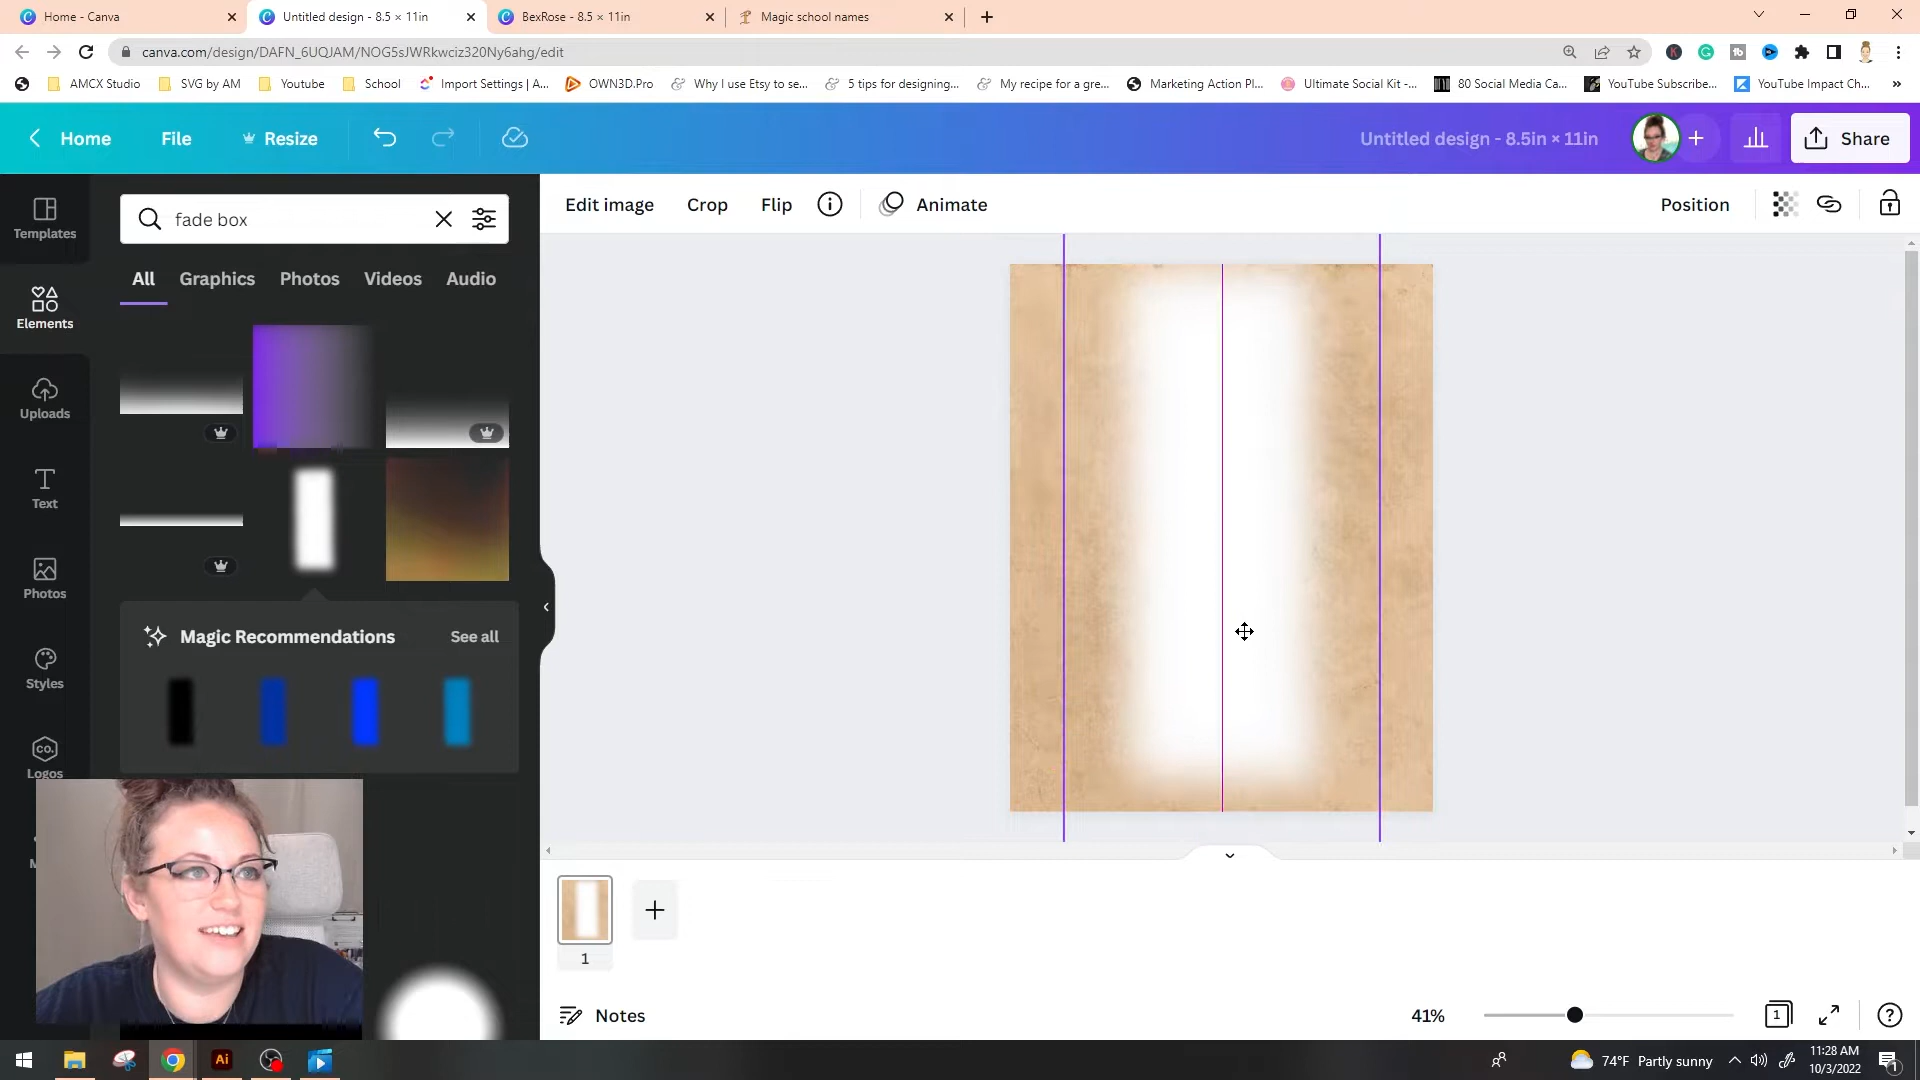 Home - Canva
Untitled design - 8.5 × 11in
BexRose - 8.5 × 11in
Magic school names
canva.com/design/DAFN_6UQJAM/NOG5sJWRkwciz320Ny6ahg/edit
AMCX Studio
SVG by AM
Youtube
School
Import Settings | A...
OWN3D.Pro
Why I use Etsy to se...
5 tips for designing...
My recipe for a gre...
Marketing Action Pl...
Ultimate Social Kit -...
80 Social Media Ca...
YouTube Subscribe...
YouTube Impact Ch...
Home
File
Resize
Untitled design - 8.5in × 11in
Share
Templates
Elements
Uploads
Text
Photos
Styles
CO.
Logos
fade box
All
Graphics
Photos
Videos
Audio
Magic Recommendations
See all
Edit image
Crop
Flip
Animate
Position
1
Notes
41%
1
Ai
74°F Partly sunny
11:28 AM
10/3/2022
1